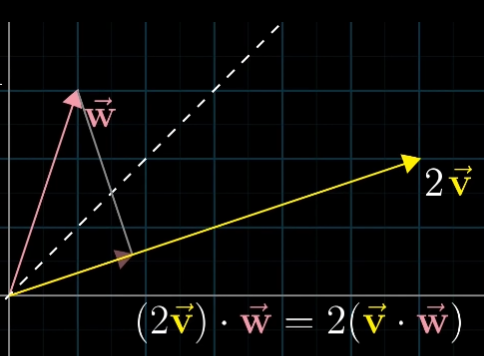 w⃗
2v⃗
(2v⃗) · w⃗ = 2(v⃗ · w⃗)